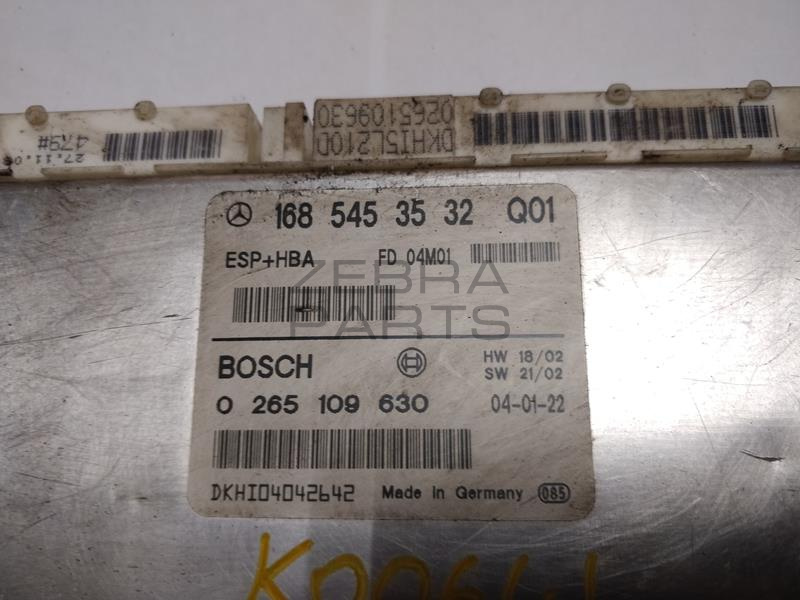 479#
27.11.0
DKHI5L210D
0265109630
168 545 35 32 Q01
ESP+HBA FD 04M01
ZEBRA
PARTS
BOSCH
HW 18/02
SW 21/02
0 265 109 630 04-01-22
DKHI04042642 Made in Germany 085